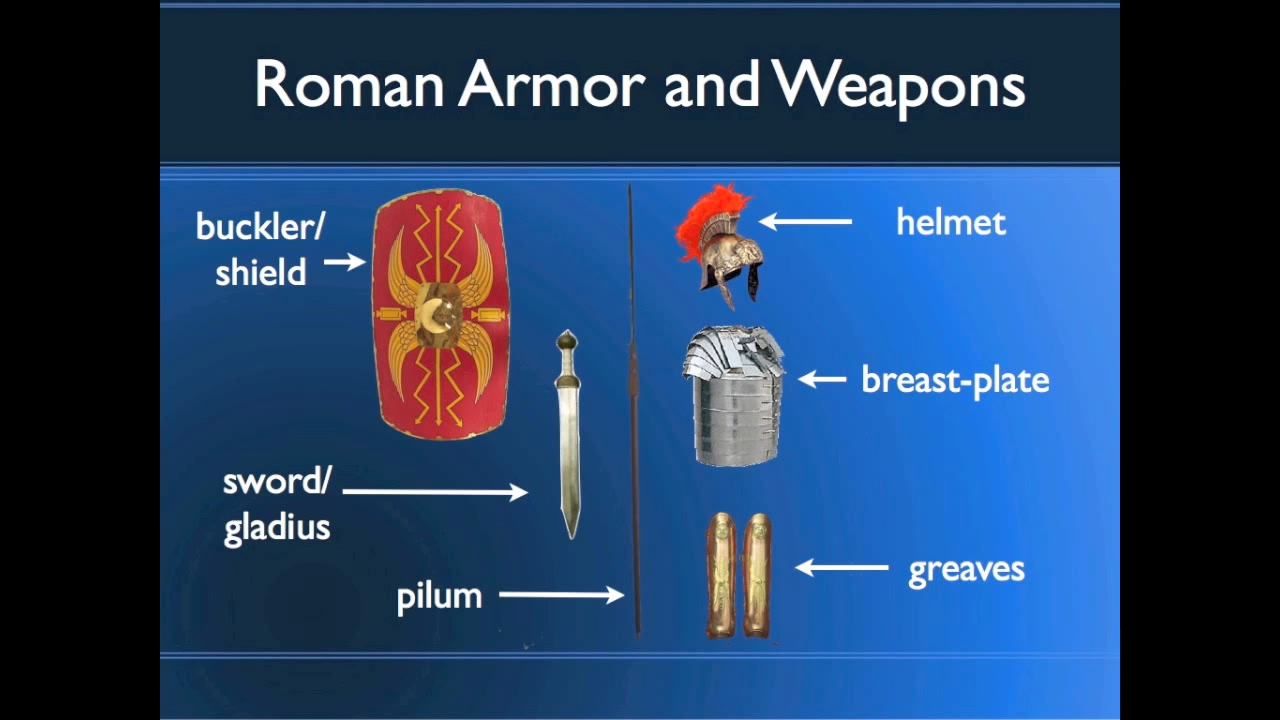 Roman Armor and Weapons
buckler/
shield
helmet
breast-plate
sword/
gladius
pilum
greaves